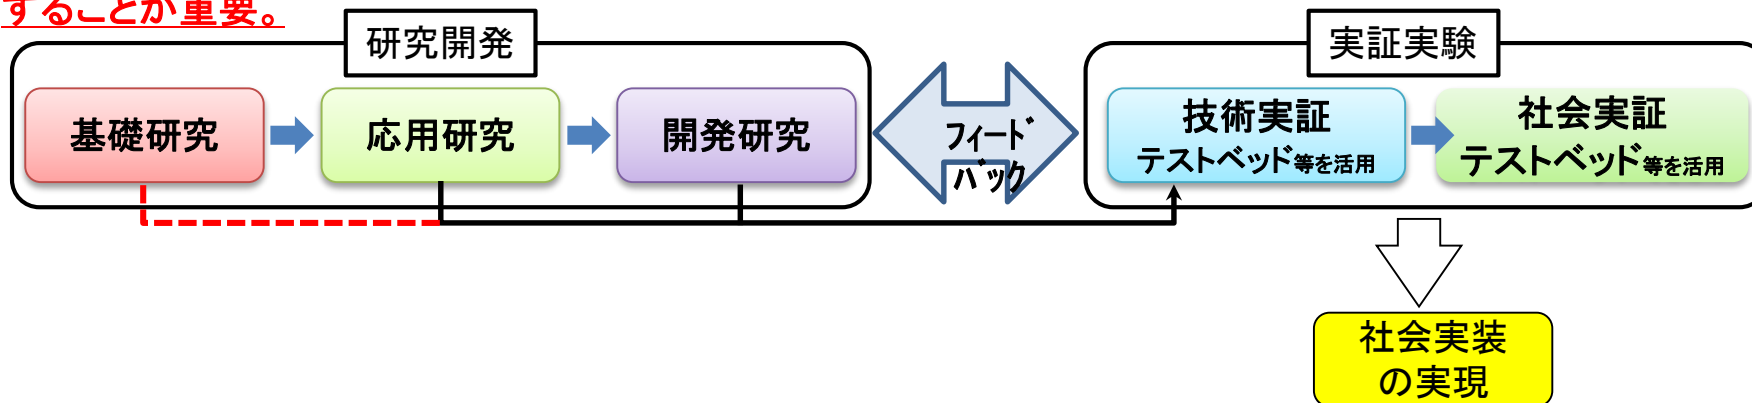 することが重要。
研究開発
実証実験
基礎研究
応用研究
開発研究
フィード
バック
技術実証
テストベッド等を活用
社会実証
テストベッド等を活用
社会実装
の実現